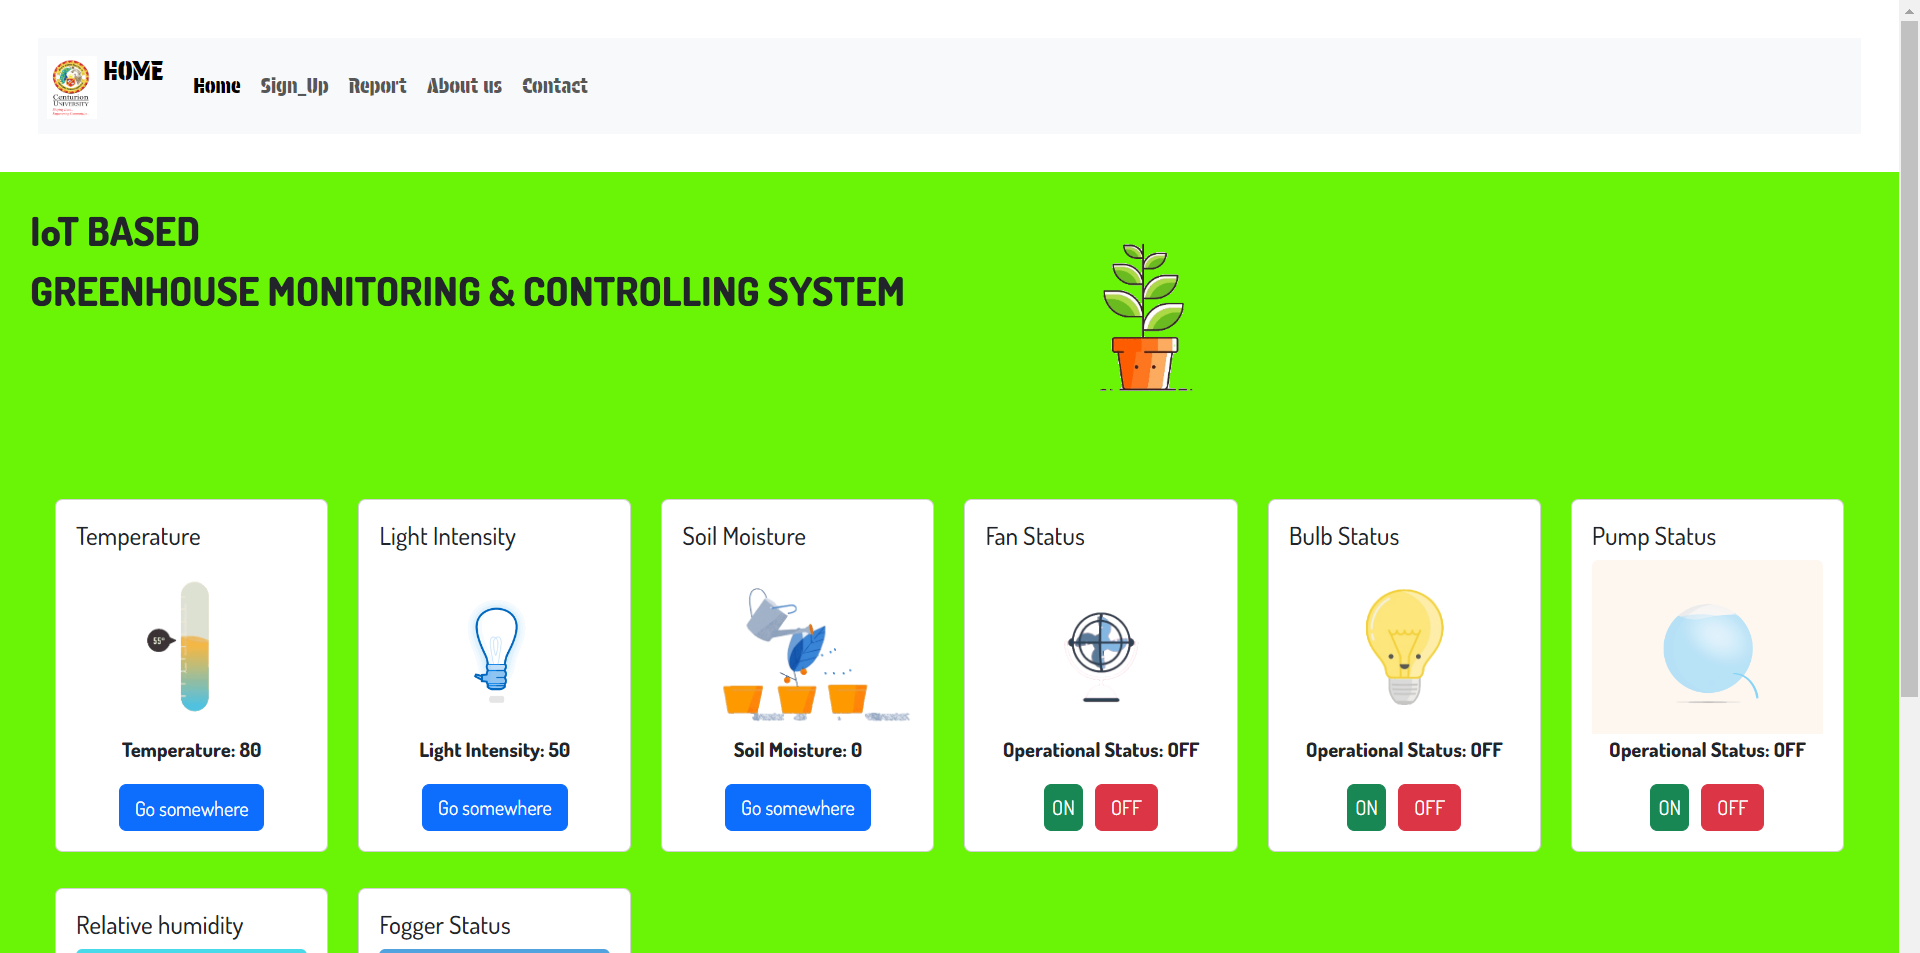 HOME
Home Sign_Up Report About us Contact
Centurion
UNIVERSITY
IoT BASED
GREENHOUSE MONITORING & CONTROLLING SYSTEM
Temperature
55°
Temperature: 80
Go somewhere
Light Intensity
Light Intensity: 50
Go somewhere
Soil Moisture
Soil Moisture: 0
Go somewhere
Fan Status
Operational Status: OFF
ON OFF
Bulb Status
Operational Status: OFF
ON OFF
Pump Status
Operational Status: OFF
ON OFF
Relative humidity
Fogger Status